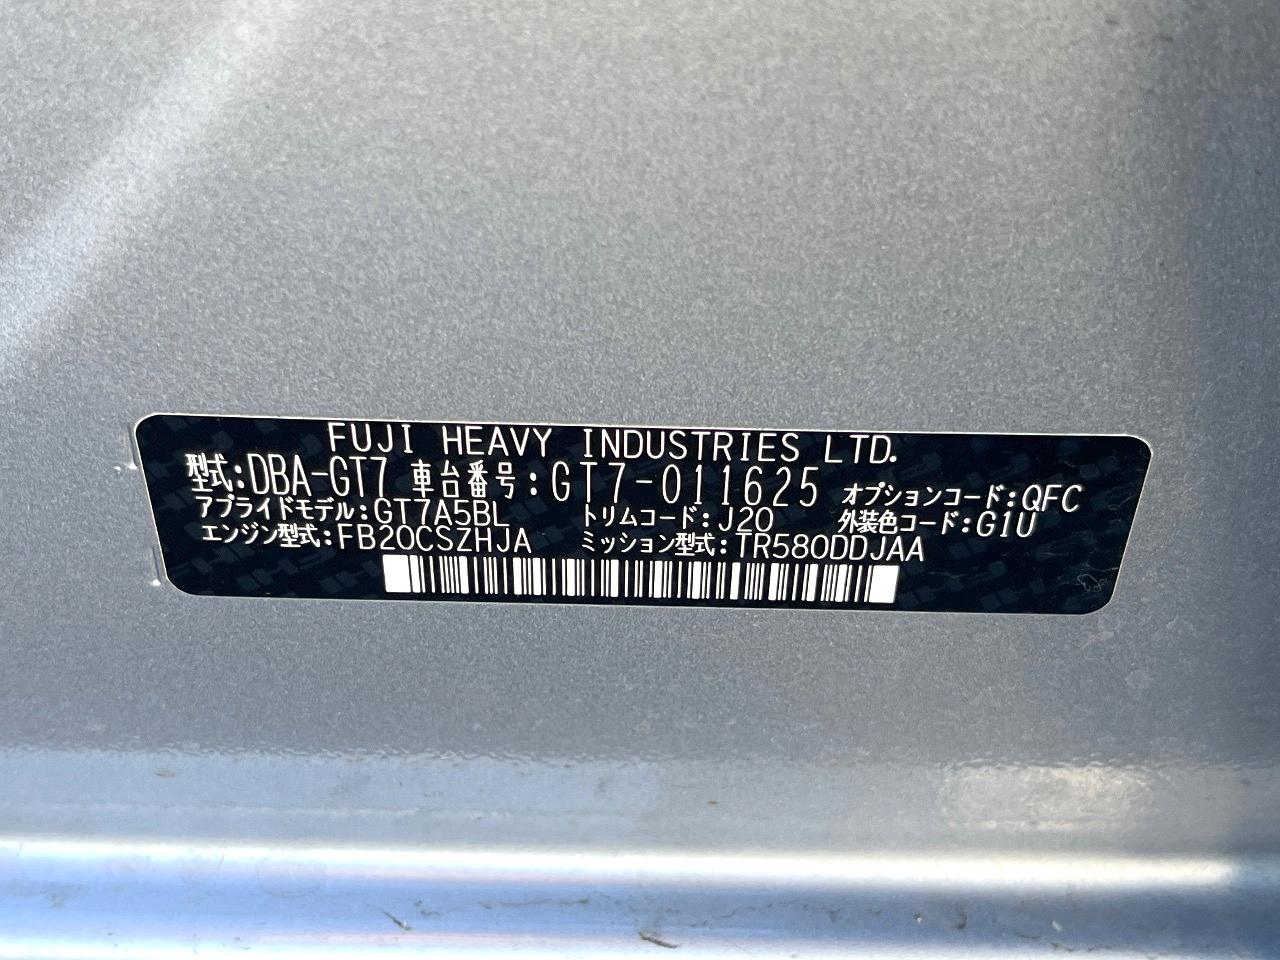 FUJI HEAVY INDUSTRIES LTD.
型式:DBA-GT7 車台番号:GT7-011625 オプションコード:QFC
アプライドモデル:GT7A5BL トリムコード:J20 外装色コード:G1U
エンジン型式:FB20CSZHJA ミッション型式:TR580DDJAA